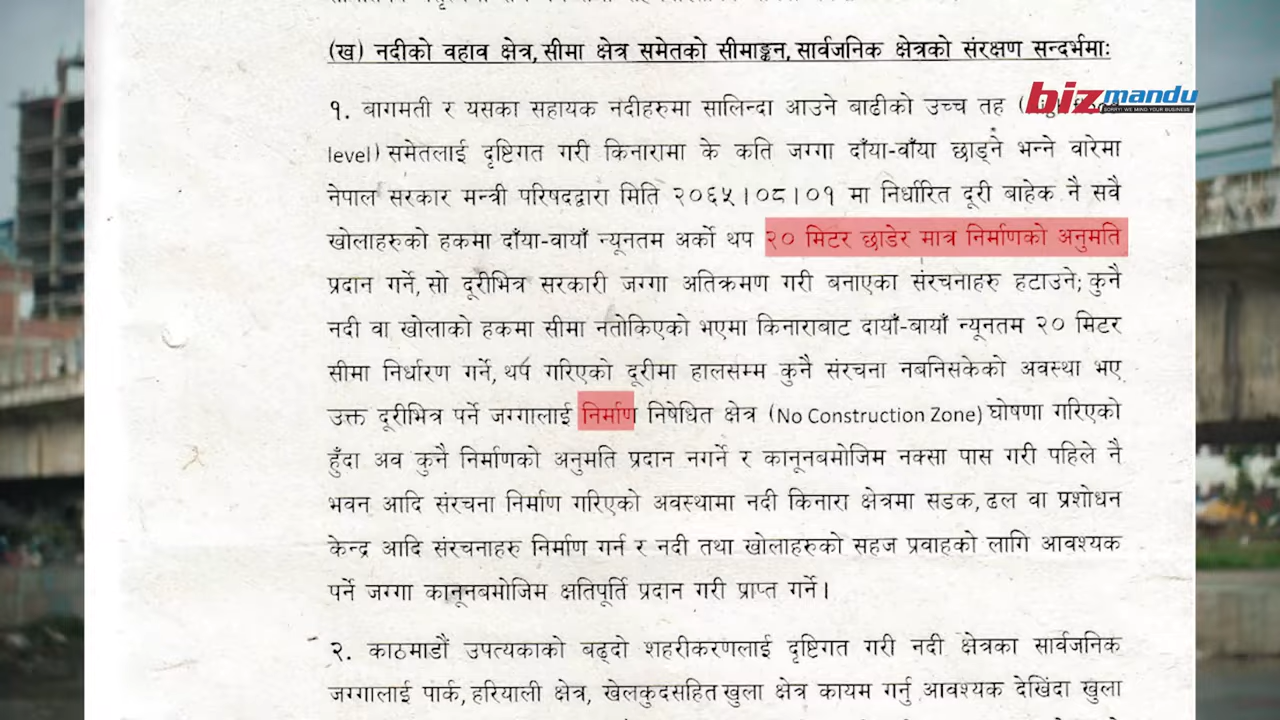 (ख) नदीको वहाव क्षेत्र, सीमा क्षेत्र समेतको सीमाङ्कन, सार्वजनिक क्षेत्रको संरक्षण सन्दर्भमाः
bizmandu
SORRY! WE MIND YOUR BUSINESS
१. बागमती र यसका सहायक नदीहरुमा सालिन्दा आउने बाढीको उच्च तह
level) समेतलाई दृष्टिगत गरी किनारामा के कति जग्गा दाँया-वाँया छाड्ने भन्ने वारेमा
नेपाल सरकार मन्त्री परिषदद्वारा मिति २०६५।०८।०१ मा निर्धारित दूरी बाहेक नै सवै
खोलाहरुको हकमा दाँया-वायाँ न्यूनतम अर्को थप २० मिटर छाडेर मात्र निर्माणको अनुमति
प्रदान गर्ने, सो दूरीभित्र सरकारी जग्गा अतिक्रमण गरी बनाएका संरचनाहरु हटाउने; कुनै
नदी वा खोलाको हकमा सीमा नतोकिएको भएमा किनाराबाट दायाँ-बायाँ न्यूनतम २० मिटर
सीमा निर्धारण गर्ने, थप गरिएको दूरीमा हालसम्म कुनै संरचना नबनिसकेको अवस्था भए
उक्त दूरीभित्र पर्ने जग्गालाई निर्माण निषेधित क्षेत्र (No Construction Zone) घोषणा गरिएको
हुँदा अव कुनै निर्माणको अनुमति प्रदान नगर्ने र कानूनबमोजिम नक्सा पास गरी पहिले नै
भवन आदि संरचना निर्माण गरिएको अवस्थामा नदी किनारा क्षेत्रमा सडक, ढल वा प्रशोधन
केन्द्र आदि संरचनाहरु निर्माण गर्न र नदी तथा खोलाहरुको सहज प्रवाहको लागि आवश्यक
पर्ने जग्गा कानूनबमोजिम क्षतिपूर्ति प्रदान गरी प्राप्त गर्ने।
२. काठमाडौं उपत्यकाको बढ्दो शहरीकरणलाई दृष्टिगत गरी नदी क्षेत्रका सार्वजनिक
जग्गालाई पार्क, हरियाली क्षेत्र, खेलकुदसहित खुला क्षेत्र कायम गर्नु आवश्यक देखिंदा खुला